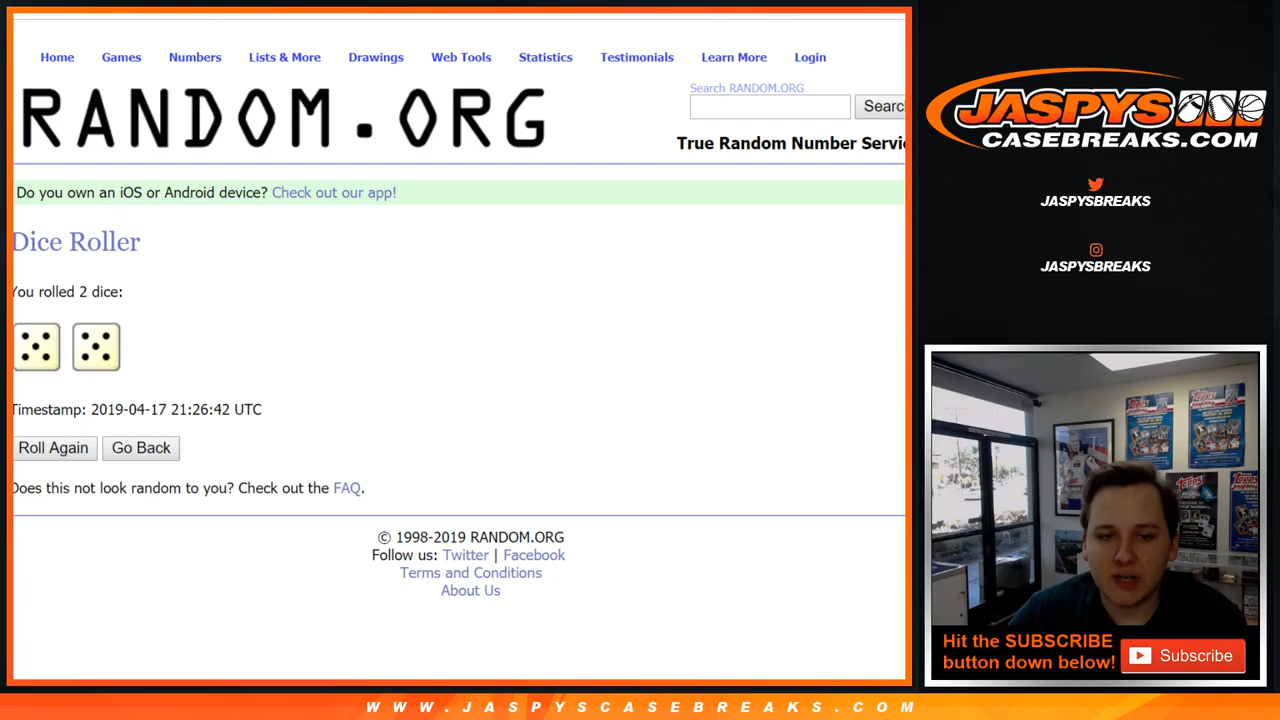 Home Games Numbers Lists & More Drawings Web Tools Statistics Testimonials Learn More Login
Search RANDOM.ORG
RANDOM.ORG
Searc
True Random Number Servi
Do you own an iOS or Android device? Check out our app!
Dice Roller
You rolled 2 dice:
Timestamp: 2019-04-17 21:26:42 UTC
Roll Again Go Back
Does this not look random to you? Check out the FAQ.
© 1998-2019 RANDOM.ORG
Follow us: Twitter | Facebook
Terms and Conditions
About Us
JASPYS
CASEBREAKS.COM
JASPYSBREAKS
JASPYSBREAKS
Topps
Topps
Topps
Hit the SUBSCRIBE
button down below!
Subscribe
WWW.JASPYSCASEBREAKS.COM